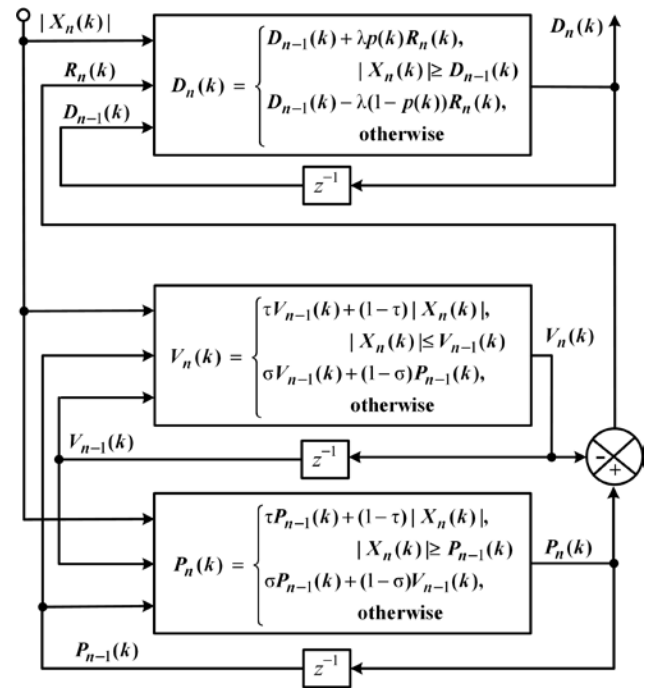 | X_n(k) |
R_n(k)
D_{n−1}(k)
D_n(k) = { D_{n−1}(k) + λp(k)R_n(k),
| X_n(k) | ≥ D_{n−1}(k)
D_{n−1}(k) − λ(1 − p(k))R_n(k),
otherwise
D_n(k)
z^{−1}
V_n(k) = { τV_{n−1}(k) + (1 − τ) | X_n(k) |,
| X_n(k) | ≤ V_{n−1}(k)
σV_{n−1}(k) + (1 − σ)P_{n−1}(k),
otherwise
V_n(k)
V_{n−1}(k)
z^{−1}
-
+
P_n(k) = { τP_{n−1}(k) + (1 − τ) | X_n(k) |,
| X_n(k) | ≥ P_{n−1}(k)
σP_{n−1}(k) + (1 − σ)V_{n−1}(k),
otherwise
P_n(k)
P_{n−1}(k)
z^{−1}